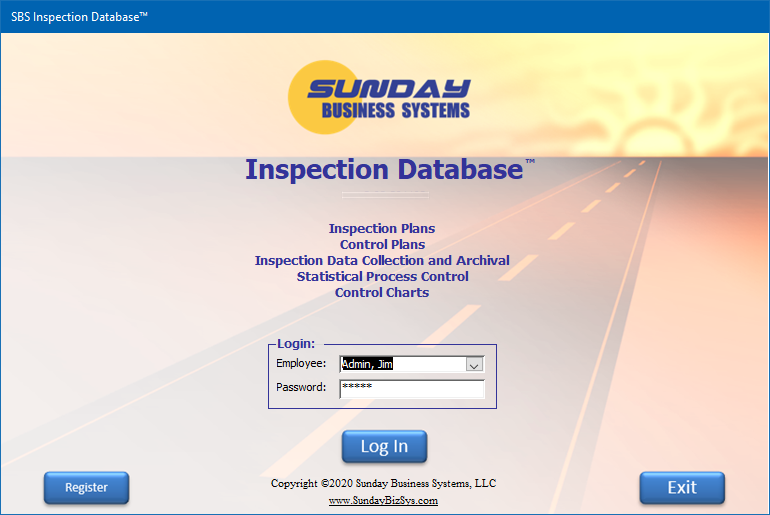 SBS Inspection Database™
SUNDAY
BUSINESS SYSTEMS
Inspection Database™
Inspection Plans
Control Plans
Inspection Data Collection and Archival
Statistical Process Control
Control Charts
Login:
Employee: Admin, Jim
Password: *****
Log In
Register
Copyright ©2020 Sunday Business Systems, LLC
www.SundayBizSys.com
Exit